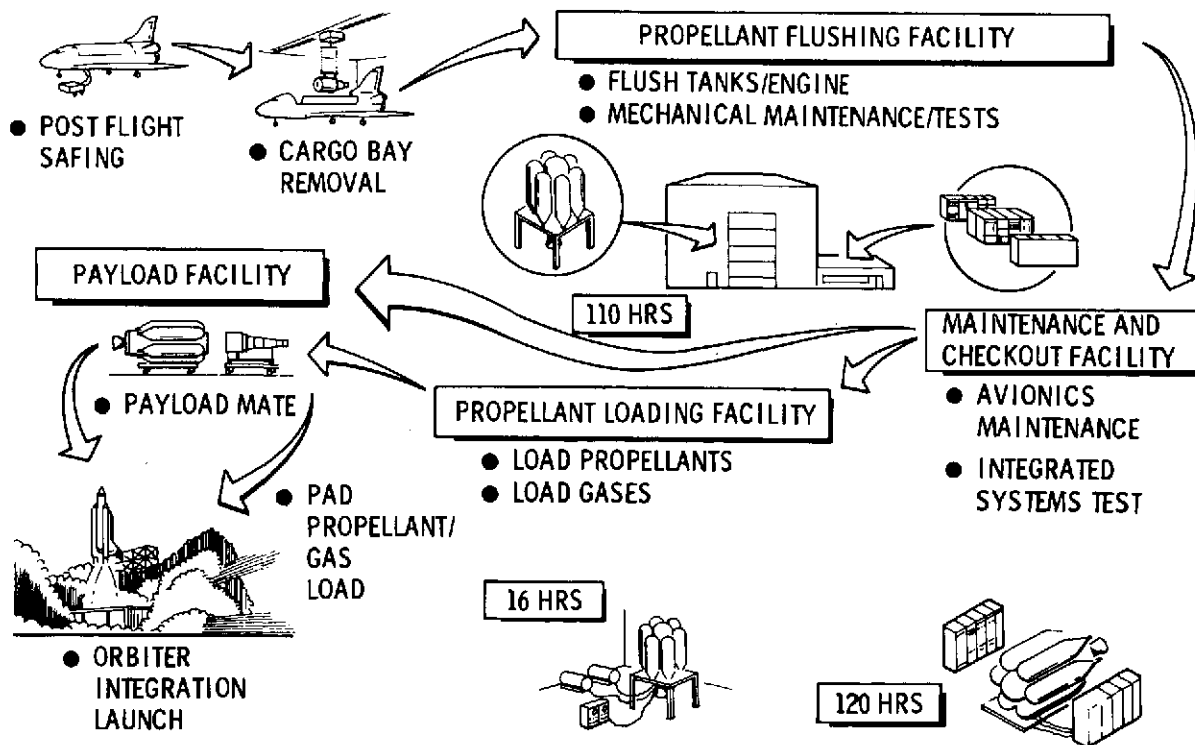 PROPELLANT FLUSHING FACILITY
● FLUSH TANKS/ENGINE
● MECHANICAL MAINTENANCE/TESTS
● POST FLIGHT
SAFING
● CARGO BAY
REMOVAL
110 HRS
PAYLOAD FACILITY
● PAYLOAD MATE
MAINTENANCE AND
CHECKOUT FACILITY
● AVIONICS
MAINTENANCE
● INTEGRATED
SYSTEMS TEST
PROPELLANT LOADING FACILITY
● LOAD PROPELLANTS
● LOAD GASES
● PAD
PROPELLANT/
GAS
LOAD
● ORBITER
INTEGRATION
LAUNCH
16 HRS
120 HRS